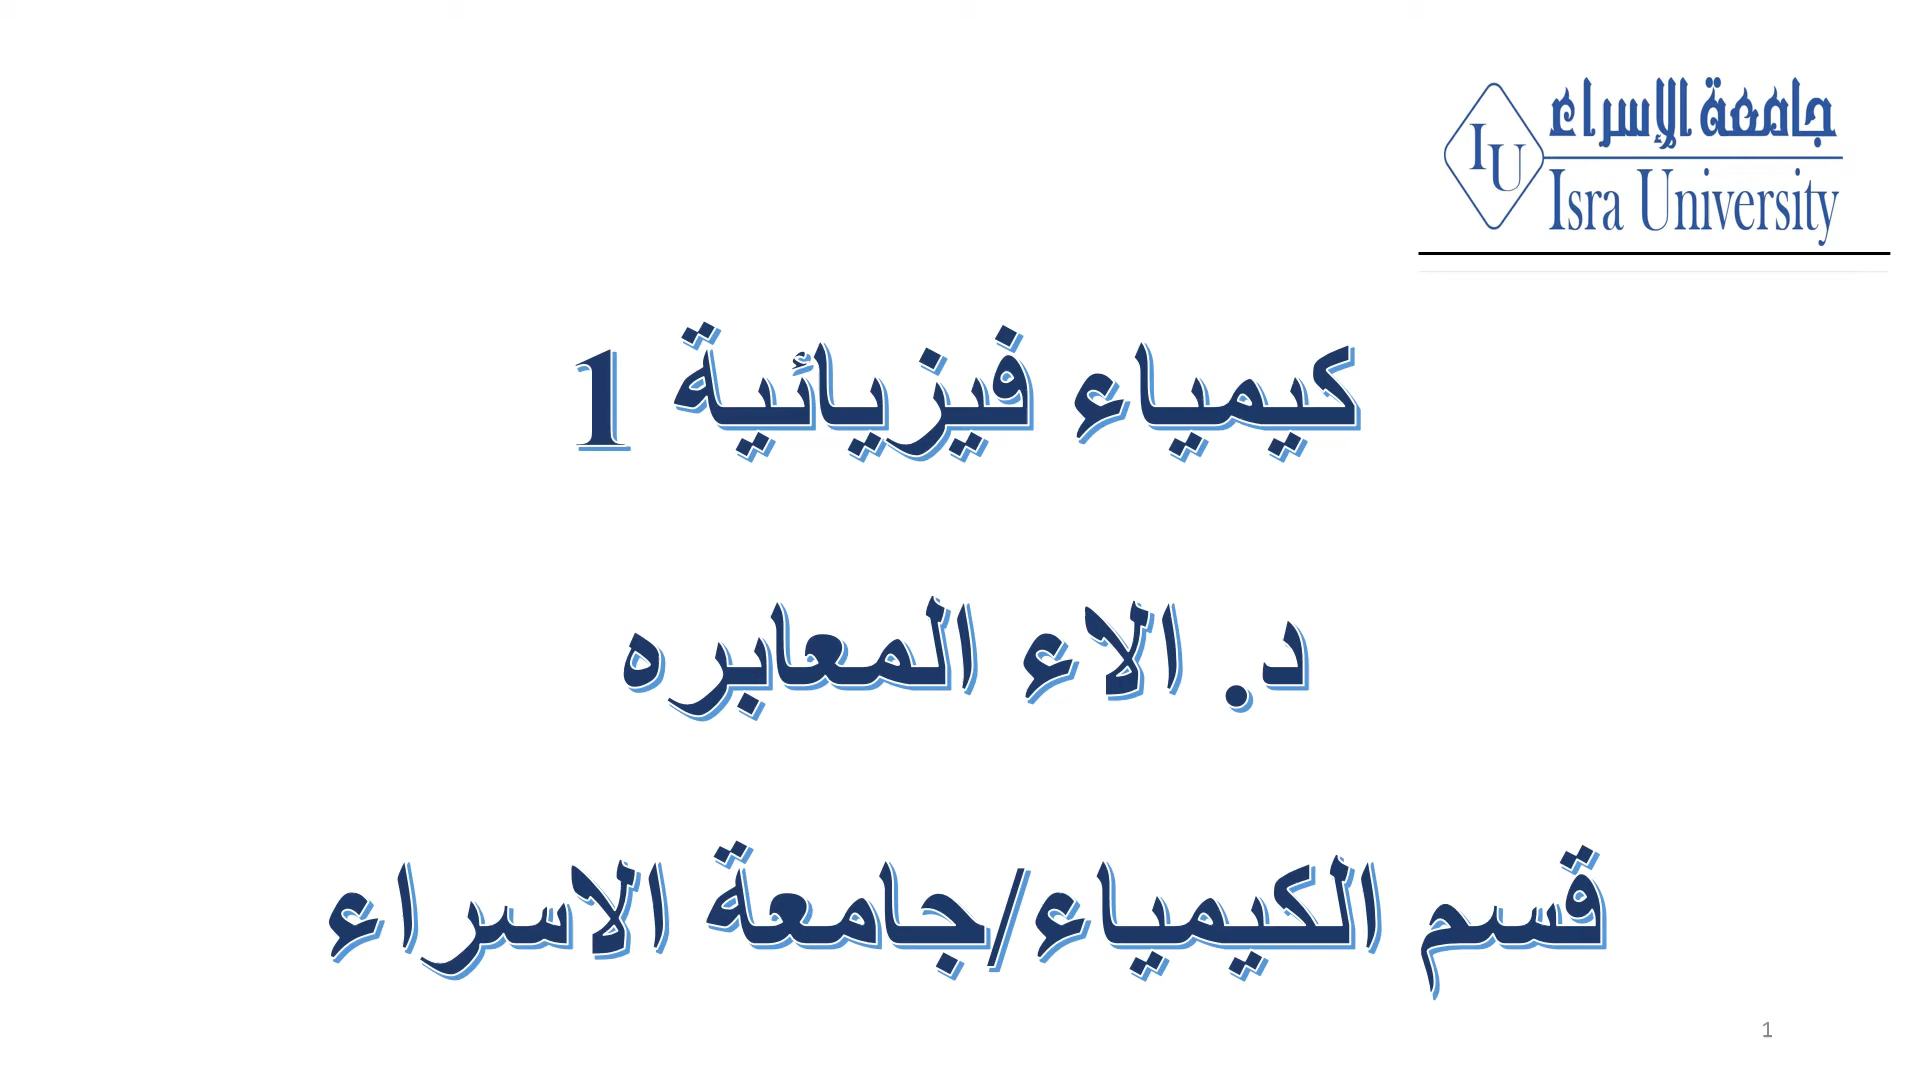 جامعة الإسراء
IU
Isra University
كيمياء فيزيائية 1
د. الاء المعابره
قسم الكيمياء/جامعة الاسراء
1